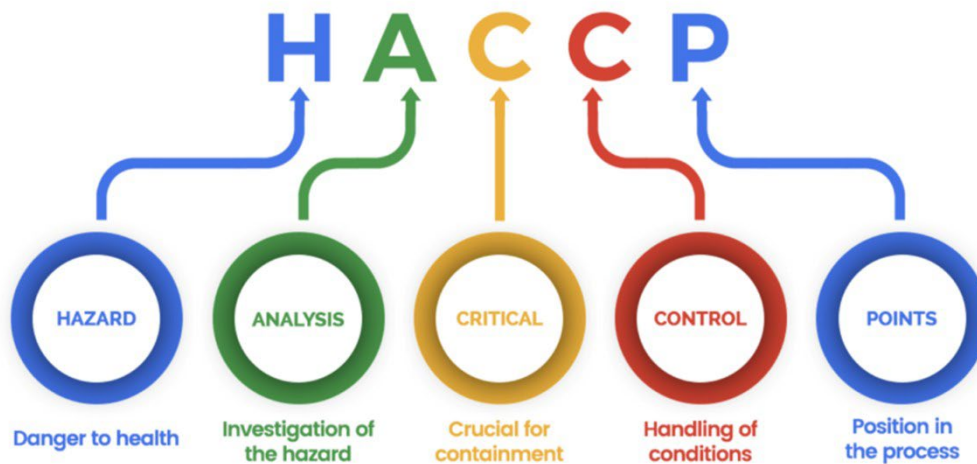 HACCP
HAZARD
ANALYSIS
CRITICAL
CONTROL
POINTS
Danger to health
Investigation of
the hazard
Crucial for
containment
Handling of
conditions
Position in
the process